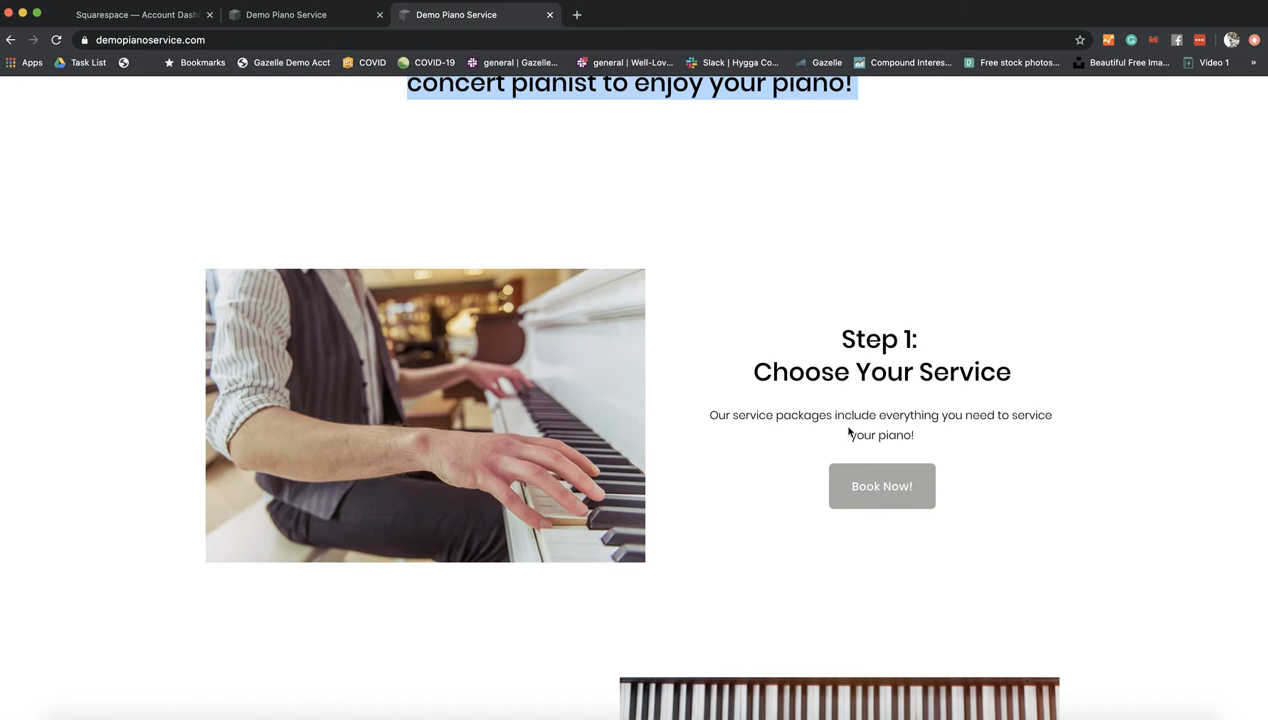 Squarespace — Account Dash
Demo Piano Service
Demo Piano Service
demopianoservice.com
Apps
Task List
Bookmarks
Gazelle Demo Acct
COVID
COVID-19
general | Gazelle...
general | Well-Lov...
Slack | Hygga Co...
Gazelle
Compound Interes...
Free stock photos...
Beautiful Free Ima...
Video 1
»
concert pianist to enjoy your piano!
Step 1:
Choose Your Service
Our service packages include everything you need to service
your piano!
Book Now!